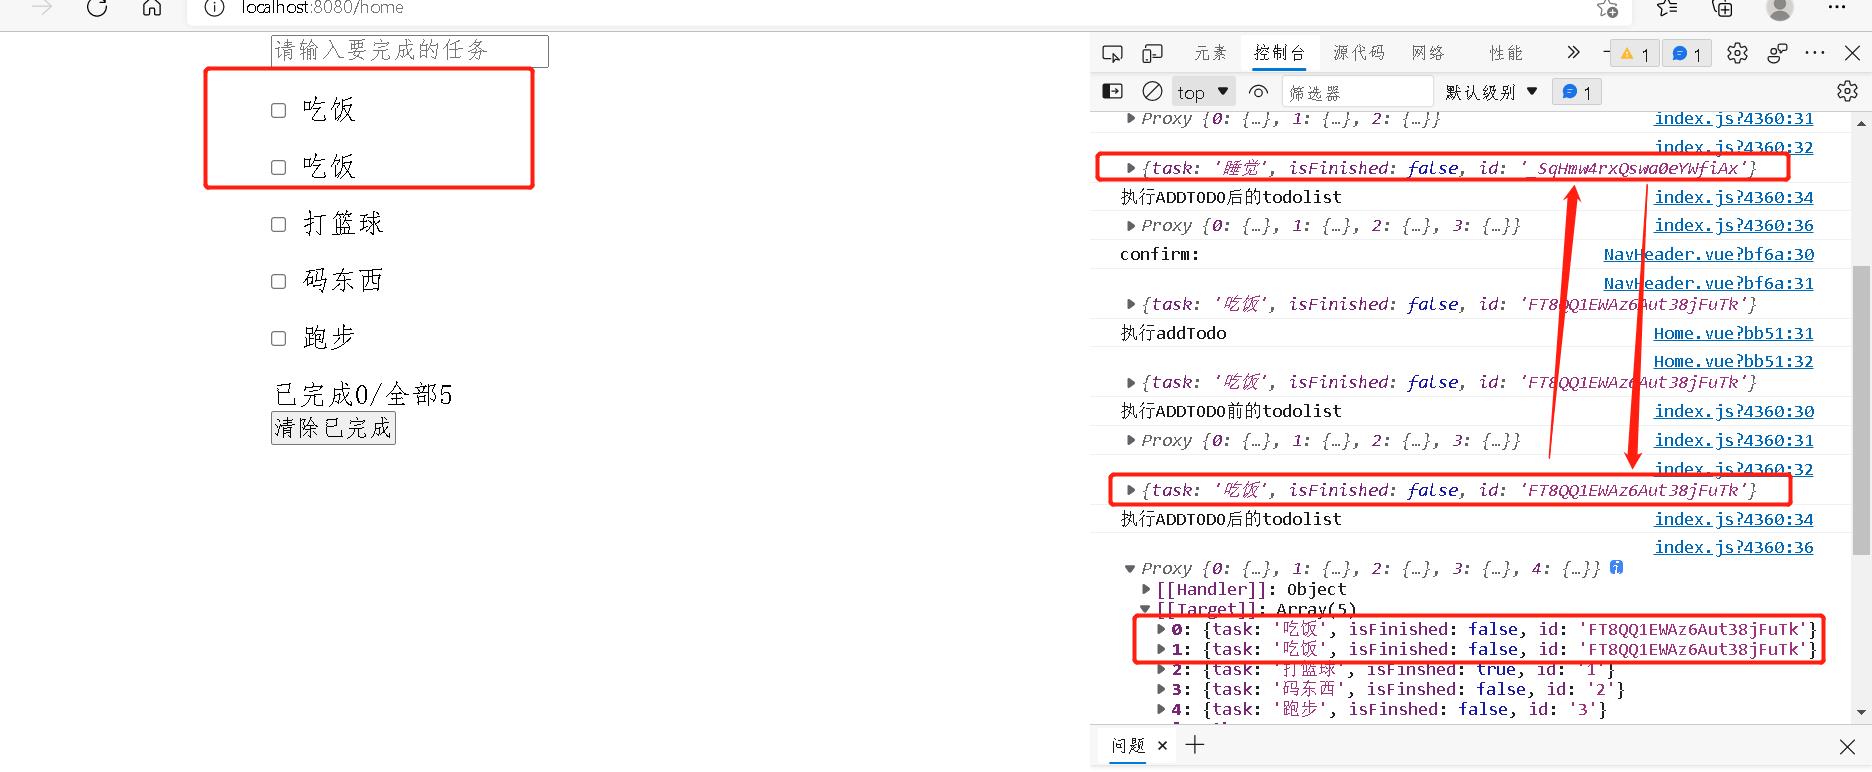 localhost:8080/home
请输入要完成的任务
吃饭
吃饭
打篮球
码东西
跑步
已完成0/全部5
清除已完成
元素 控制台 源代码 网络 性能 1 1
top 筛选器 默认级别 1
Proxy {0: {…}, 1: {…}, 2: {…}} index.js?4360:31
index.js?4360:32
{task: '睡觉', isFinished: false, id: '_SqHmw4rxQswa0eYWfiAx'}
执行ADDTODO后的todolist index.js?4360:34
Proxy {0: {…}, 1: {…}, 2: {…}, 3: {…}} index.js?4360:36
confirm: NavHeader.vue?bf6a:30
NavHeader.vue?bf6a:31
{task: '吃饭', isFinished: false, id: 'FT8QQ1EWAz6Aut38jFuTk'}
执行addTodo Home.vue?bb51:31
Home.vue?bb51:32
{task: '吃饭', isFinished: false, id: 'FT8QQ1EWAz6Aut38jFuTk'}
执行ADDTODO前的todolist index.js?4360:30
Proxy {0: {…}, 1: {…}, 2: {…}, 3: {…}} index.js?4360:31
index.js?4360:32
{task: '吃饭', isFinished: false, id: 'FT8QQ1EWAz6Aut38jFuTk'}
执行ADDTODO后的todolist index.js?4360:34
index.js?4360:36
Proxy {0: {…}, 1: {…}, 2: {…}, 3: {…}, 4: {…}}
[[Handler]]: Object
[[Target]]: Array(5)
0: {task: '吃饭', isFinished: false, id: 'FT8QQ1EWAz6Aut38jFuTk'}
1: {task: '吃饭', isFinished: false, id: 'FT8QQ1EWAz6Aut38jFuTk'}
2: {task: '打篮球', isFinshed: true, id: '1'}
3: {task: '码东西', isFinshed: false, id: '2'}
4: {task: '跑步', isFinshed: false, id: '3'}
问题